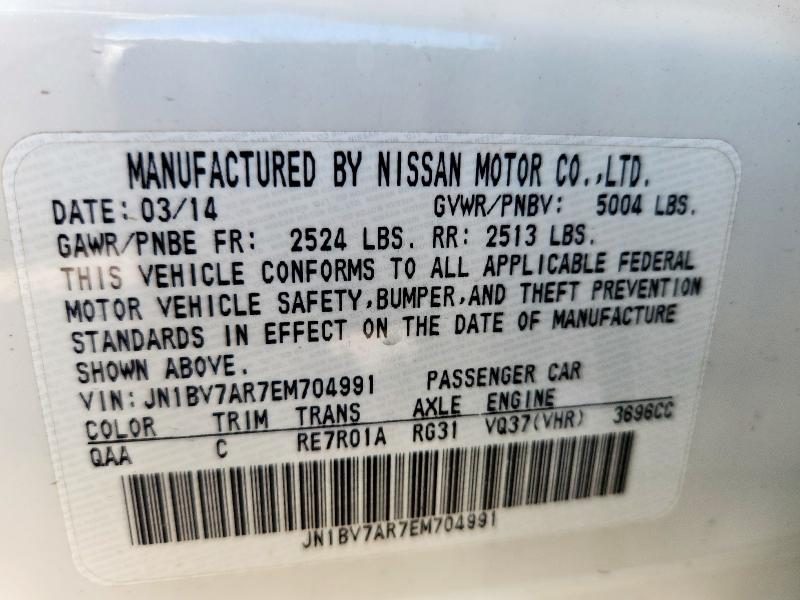 MANUFACTURED BY NISSAN MOTOR CO.,LTD.
DATE: 03/14 GVWR/PNBV: 5004 LBS.
GAWR/PNBE FR: 2524 LBS. RR: 2513 LBS.
THIS VEHICLE CONFORMS TO ALL APPLICABLE FEDERAL
MOTOR VEHICLE SAFETY,BUMPER,AND THEFT PREVENTION
STANDARDS IN EFFECT ON THE DATE OF MANUFACTURE
SHOWN ABOVE.
VIN: JN1BV7AR7EM704991 PASSENGER CAR
COLOR TRIM TRANS AXLE ENGINE
QAA C RE7R01A RG31 VQ37(VHR) 3696CC
JN1BV7AR7EM704991